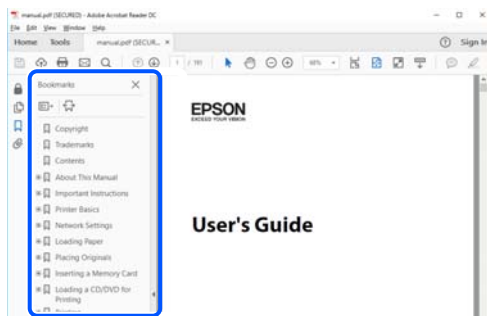 manual.pdf (SECURED) - Adobe Acrobat Reader DC
File Edit View Window Help
Home Tools manual.pdf (SECUR... × Sign In
1 / 191
Bookmarks
EPSON
EXCEED YOUR VISION
Copyright
Trademarks
Contents
About This Manual
Important Instructions
Printer Basics
Network Settings
User's Guide
Loading Paper
Placing Originals
Inserting a Memory Card
Loading a CD/DVD for
Printing